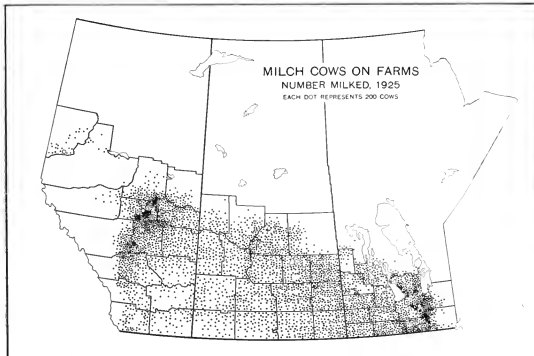 MILCH COWS ON FARMS
NUMBER MILKED, 1925
EACH DOT REPRESENTS 200 COWS